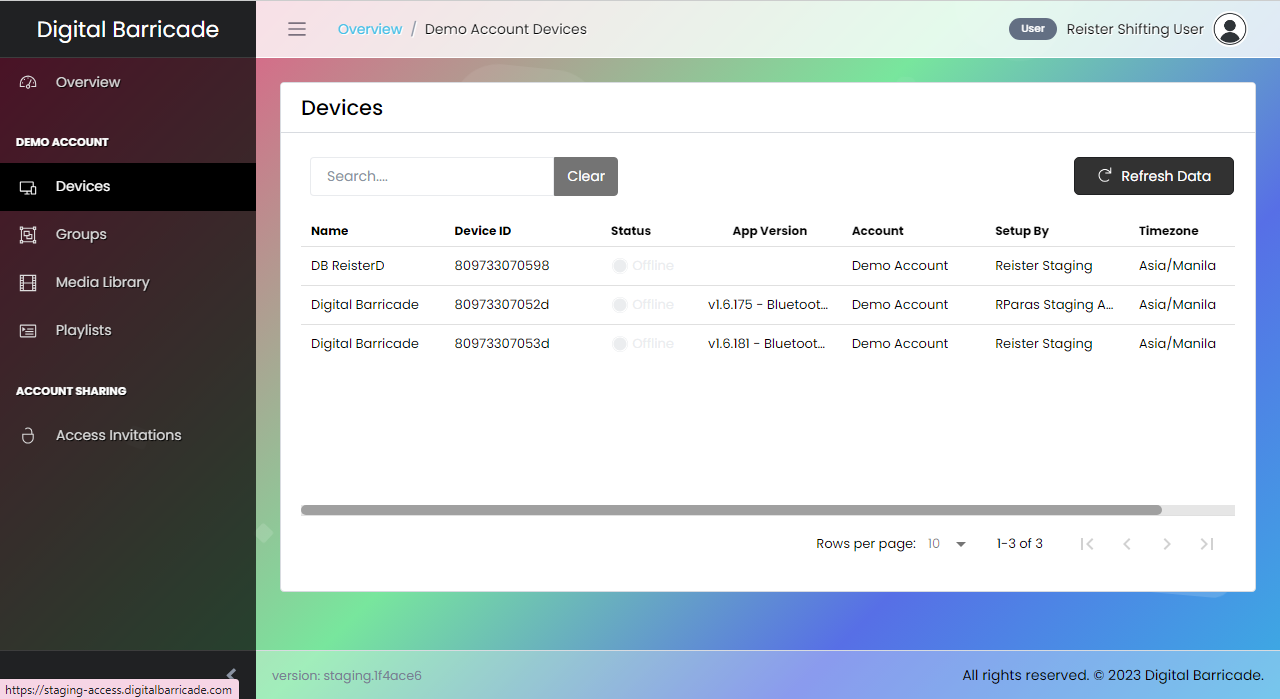 Digital Barricade
Overview / Demo Account Devices
User Reister Shifting User
Overview
DEMO ACCOUNT
Devices
Groups
Media Library
Playlists
ACCOUNT SHARING
Access Invitations
Devices
Search.... Clear
Refresh Data
Name Device ID Status App Version Account Setup By Timezone
DB ReisterD 809733070598 Offline Demo Account Reister Staging Asia/Manila
Digital Barricade 80973307052d Offline v1.6.175 - Bluetoot... Demo Account RParas Staging A... Asia/Manila
Digital Barricade 80973307053d Offline v1.6.181 - Bluetoot... Demo Account Reister Staging Asia/Manila
Rows per page: 10 1-3 of 3
version: staging.1f4ace6
All rights reserved. © 2023 Digital Barricade.
https://staging-access.digitalbarricade.com